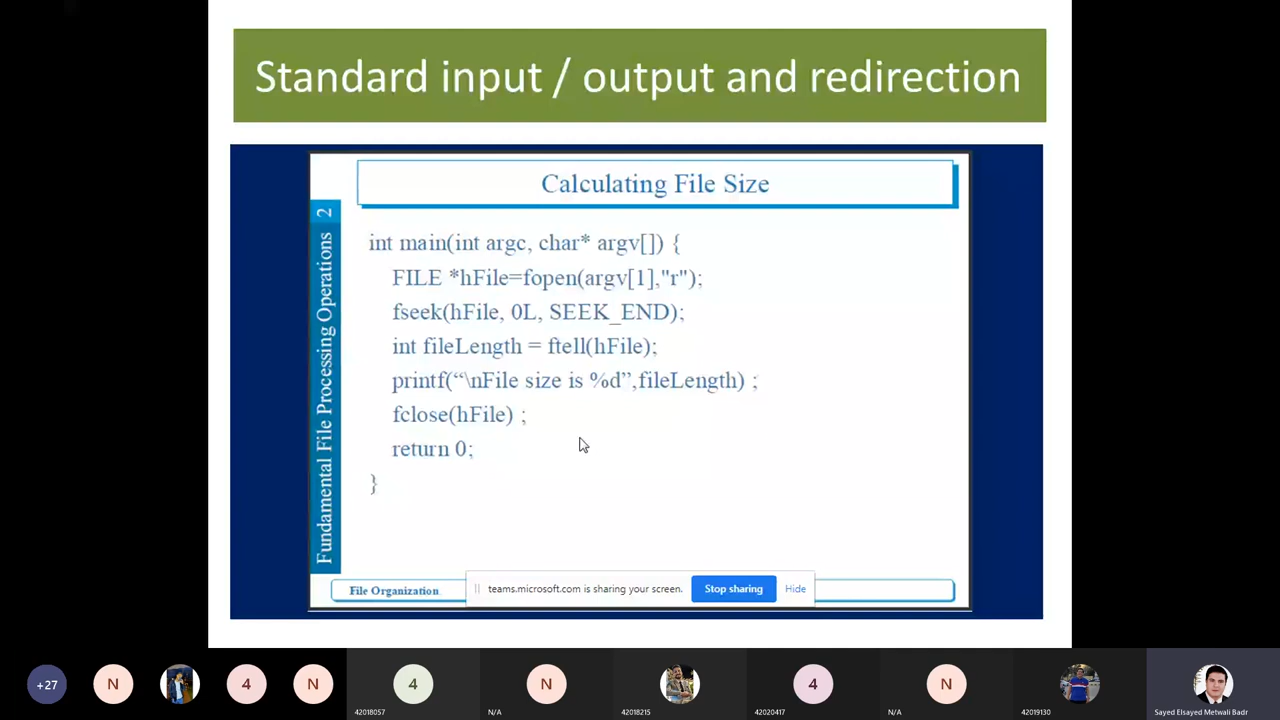 Standard input / output and redirection
Calculating File Size
Fundamental File Processing Operations 2
int main(int argc, char* argv[]) {
FILE *hFile=fopen(argv[1],"r");
fseek(hFile, 0L, SEEK_END);
int fileLength = ftell(hFile);
printf(“\nFile size is %d”,fileLength) ;
fclose(hFile) ;
return 0;
}
File Organization
teams.microsoft.com is sharing your screen. Stop sharing Hide
+27 N 4 N 4 N 4 N
42018057 N/A 42018215 42020417 N/A 42019130 Sayed Elsayed Metwali Badr